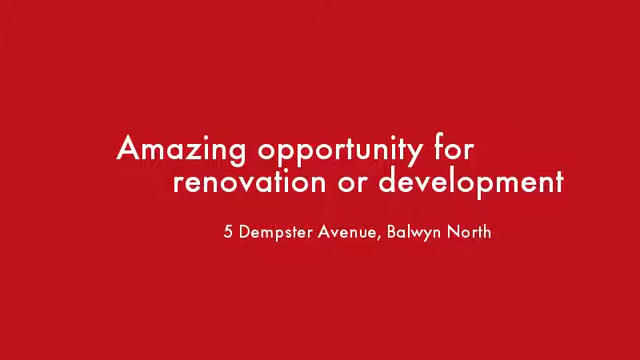 Amazing opportunity for
renovation or development
5 Dempster Avenue, Balwyn North